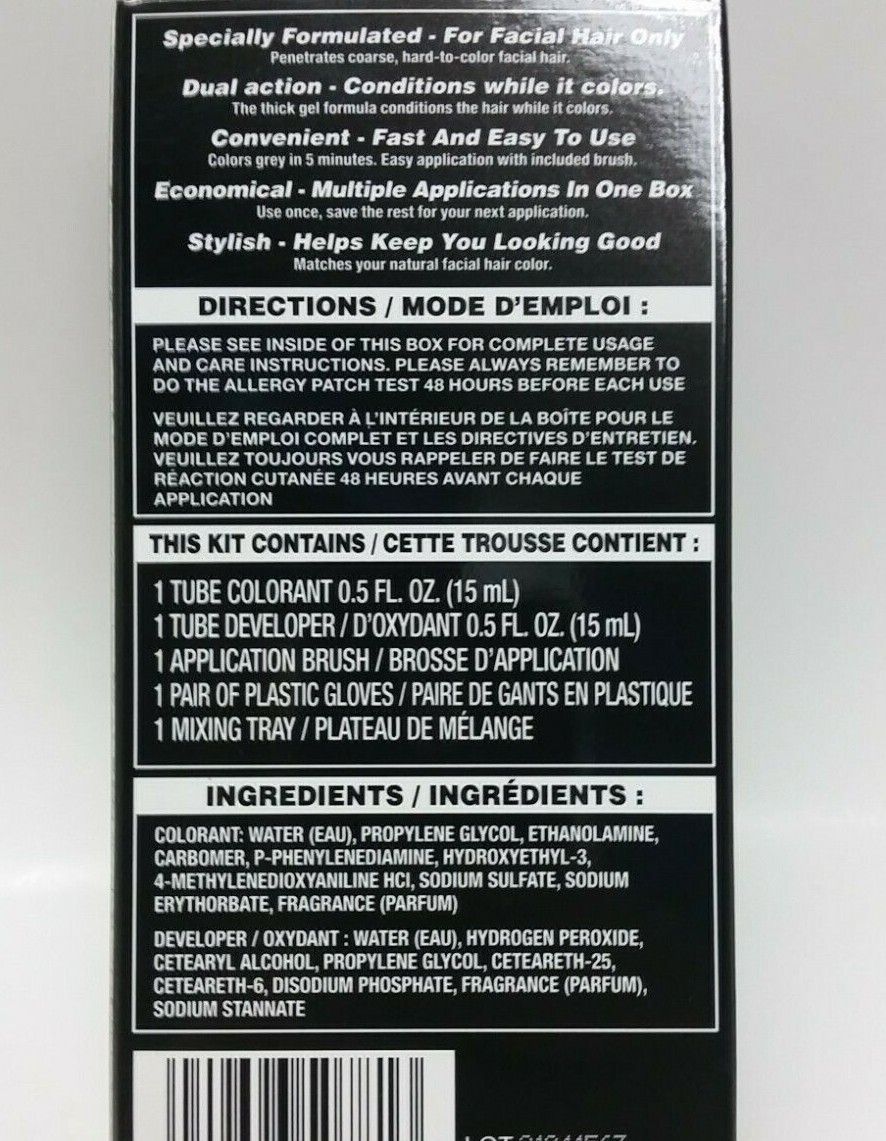 Specially Formulated - For Facial Hair Only
Penetrates coarse, hard-to-color facial hair.
Dual action - Conditions while it colors.
The thick gel formula conditions the hair while it colors.
Convenient - Fast And Easy To Use
Colors grey in 5 minutes. Easy application with included brush.
Economical - Multiple Applications In One Box
Use once, save the rest for your next application.
Stylish - Helps Keep You Looking Good
Matches your natural facial hair color.
DIRECTIONS / MODE D'EMPLOI :
PLEASE SEE INSIDE OF THIS BOX FOR COMPLETE USAGE
AND CARE INSTRUCTIONS. PLEASE ALWAYS REMEMBER TO
DO THE ALLERGY PATCH TEST 48 HOURS BEFORE EACH USE
VEUILLEZ REGARDER À L'INTÉRIEUR DE LA BOÎTE POUR LE
MODE D'EMPLOI COMPLET ET LES DIRECTIVES D'ENTRETIEN.
VEUILLEZ TOUJOURS VOUS RAPPELER DE FAIRE LE TEST DE
RÉACTION CUTANÉE 48 HEURES AVANT CHAQUE
APPLICATION
THIS KIT CONTAINS / CETTE TROUSSE CONTIENT :
1 TUBE COLORANT 0.5 FL. OZ. (15 mL)
1 TUBE DEVELOPER / D'OXYDANT 0.5 FL. OZ. (15 mL)
1 APPLICATION BRUSH / BROSSE D'APPLICATION
1 PAIR OF PLASTIC GLOVES / PAIRE DE GANTS EN PLASTIQUE
1 MIXING TRAY / PLATEAU DE MÉLANGE
INGREDIENTS / INGRÉDIENTS :
COLORANT: WATER (EAU), PROPYLENE GLYCOL, ETHANOLAMINE,
CARBOMER, P-PHENYLENEDIAMINE, HYDROXYETHYL-3,
4-METHYLENEDIOXYANILINE HCI, SODIUM SULFATE, SODIUM
ERYTHORBATE, FRAGRANCE (PARFUM)
DEVELOPER / OXYDANT : WATER (EAU), HYDROGEN PEROXIDE,
CETEARYL ALCOHOL, PROPYLENE GLYCOL, CETEARETH-25,
CETEARETH-6, DISODIUM PHOSPHATE, FRAGRANCE (PARFUM),
SODIUM STANNATE
LOT